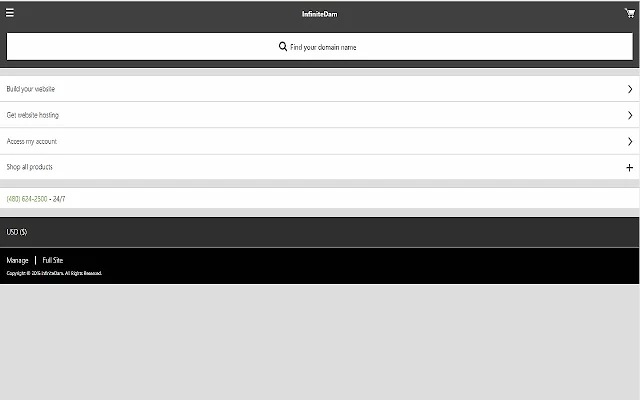 InfiniteDam
Find your domain name
Build your website
Get website hosting
Access my account
Shop all products
(480) 624-2500 - 24/7
USD ($)
Manage | Full Site
Copyright © 2016 InfiniteDam. All Rights Reserved.